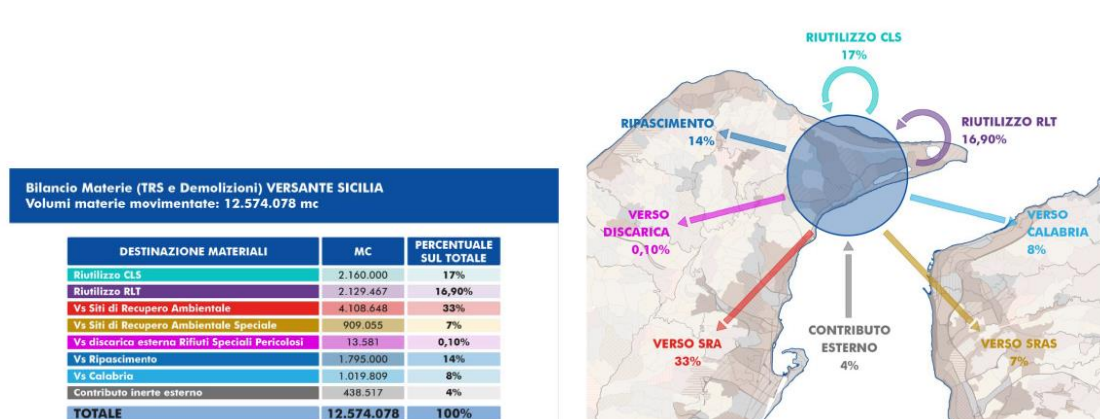 Bilancio Materie (TRS e Demolizioni) VERSANTE SICILIA
Volumi materie movimentate: 12.574.078 mc
DESTINAZIONE MATERIALI MC PERCENTUALE SUL TOTALE
Riutilizzo CLS 2.160.000 17%
Riutilizzo RLT 2.129.467 16,90%
Vs Siti di Recupero Ambientale 4.108.648 33%
Vs Siti di Recupero Ambientale Speciale 909.055 7%
Vs discarica esterna Rifiuti Speciali Pericolosi 13.581 0,10%
Vs Ripascimento 1.795.000 14%
Vs Calabria 1.019.809 8%
Contributo inerte esterno 438.517 4%
TOTALE 12.574.078 100%
RIUTILIZZO CLS
17%
RIUTILIZZO RLT
16,90%
RIPASCIMENTO
14%
VERSO
DISCARICA
0,10%
VERSO
CALABRIA
8%
VERSO SRA
33%
CONTRIBUTO
ESTERNO
4%
VERSO SRAS
7%